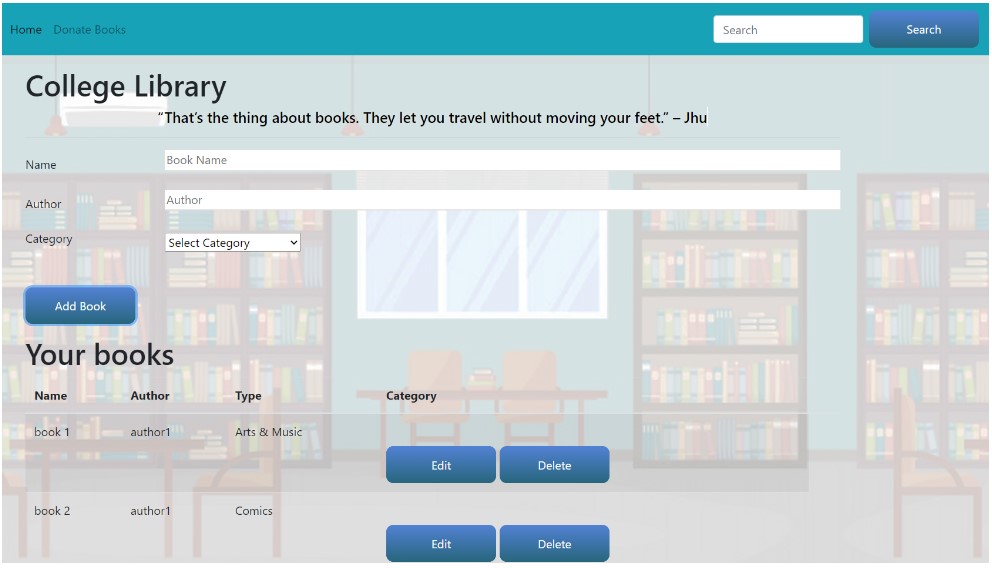 Home Donate Books Search Search
College Library
“That’s the thing about books. They let you travel without moving your feet.” – Jhu
Name Book Name
Author Author
Category Select Category
Add Book
Your books
Name Author Type Category
book 1 author1 Arts & Music
Edit Delete
book 2 author1 Comics
Edit Delete